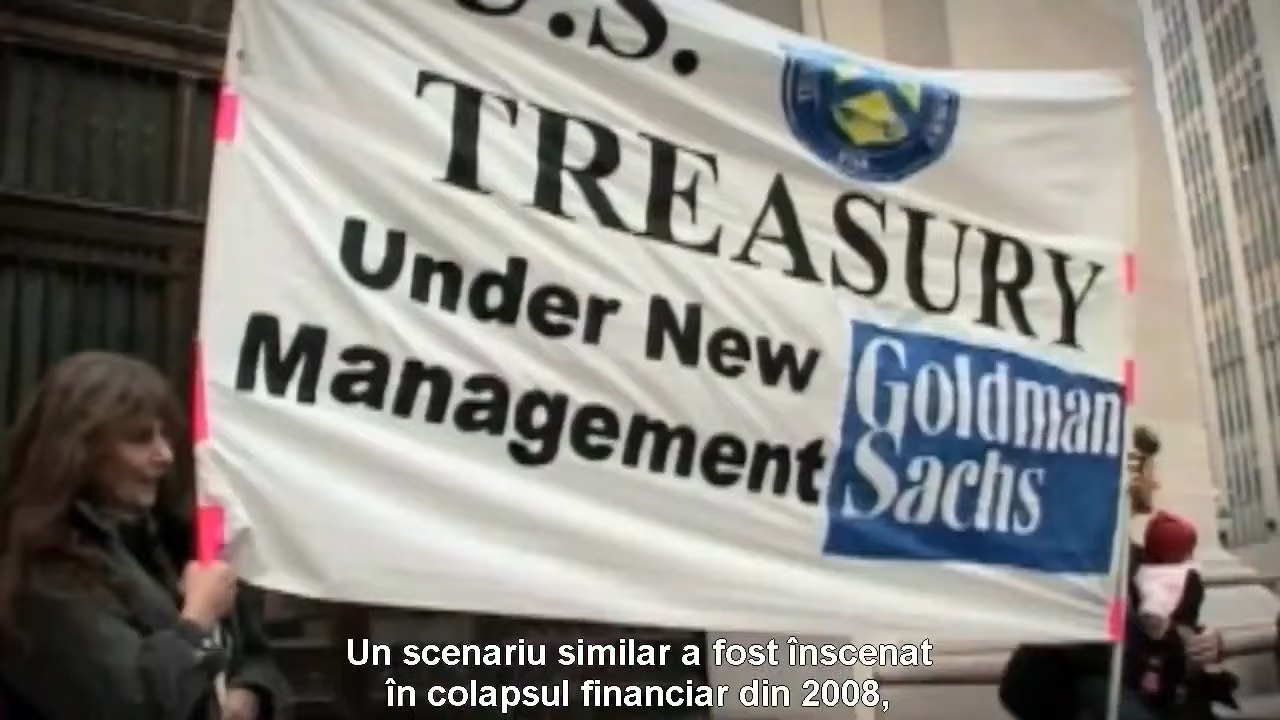 U.S.
TREASURY
Under New
Management
Goldman
Sachs
Un scenariu similar a fost înscenat
în colapsul financiar din 2008,